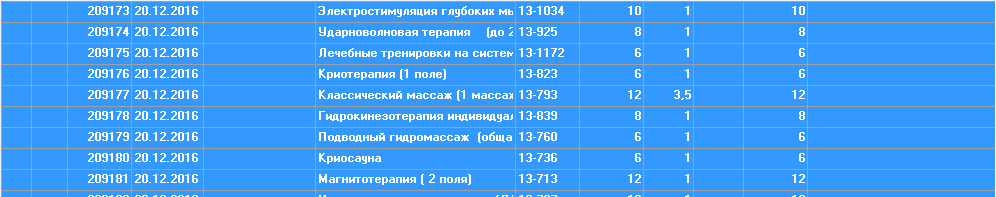 209173 20.12.2016 Электростимуляция глубоких 13-1034 10 1 10
209174 20.12.2016 Ударноволновая терапия (до 13-925 8 1 8
209175 20.12.2016 Лечебные тренировки на систем 13-1172 6 1 6
209176 20.12.2016 Криотерапия (1 поле) 13-823 6 1 6
209177 20.12.2016 Классический массаж (1 массаж 13-793 12 3,5 12
209178 20.12.2016 Гидрокинезотерапия индивидуал 13-839 8 1 8
209179 20.12.2016 Подводный гидромассаж (обща 13-760 6 1 6
209180 20.12.2016 Криосауна 13-736 6 1 6
209181 20.12.2016 Магнитотерапия ( 2 поля) 13-713 12 1 12